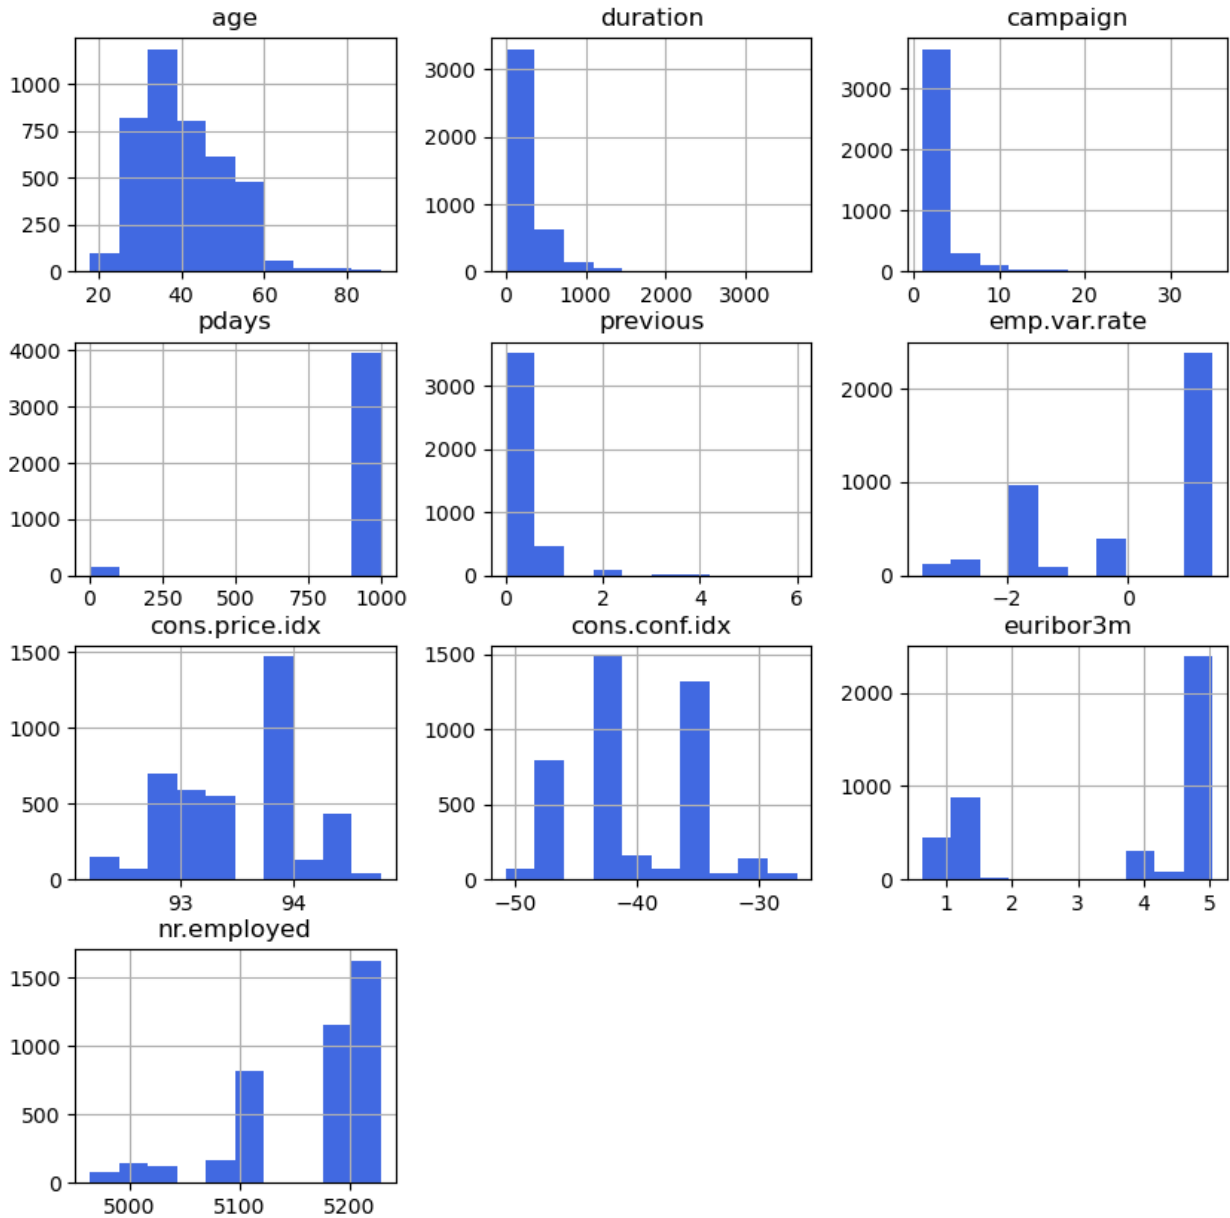 age
1000
750
500
250
0
20 40 60 80
duration
3000
2000
1000
0
0 1000 2000 3000
campaign
3000
2000
1000
0
0 10 20 30
pdays
4000
3000
2000
1000
0
0 250 500 750 1000
previous
3000
2000
1000
0
0 2 4 6
emp.var.rate
2000
1000
0
−2 0
cons.price.idx
1500
1000
500
0
93 94
cons.conf.idx
1500
1000
500
0
−50 −40 −30
euribor3m
2000
1000
0
1 2 3 4 5
nr.employed
1500
1000
500
0
5000 5100 5200